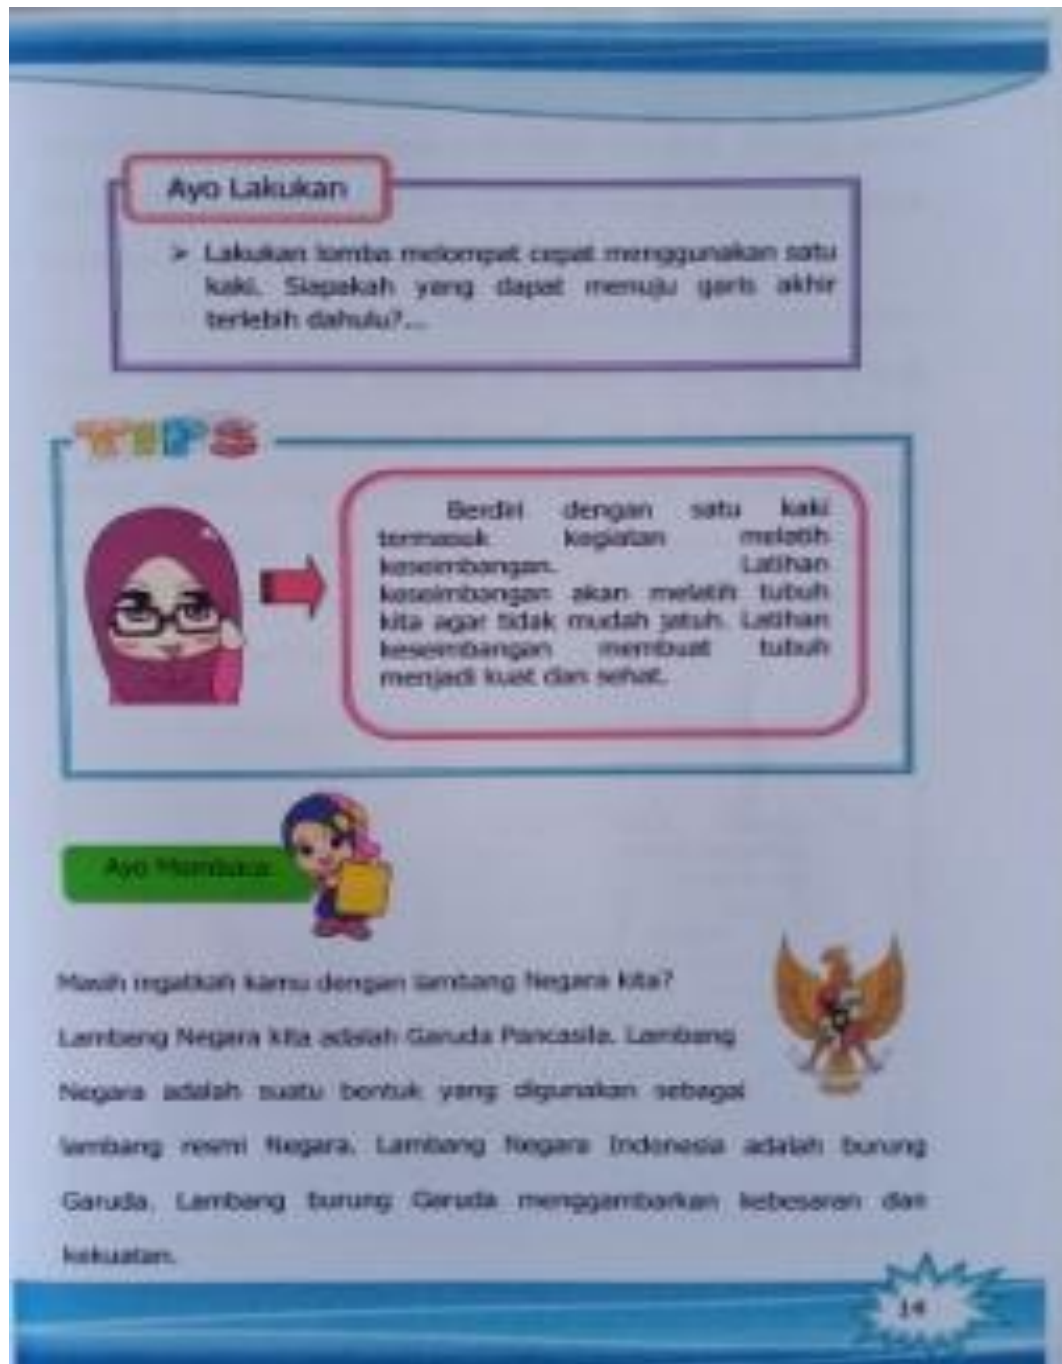 Ayo Lakukan
➤ Lakukan lomba melompat cepat menggunakan satu
kaki. Siapakah yang dapat menuju garis akhir
terlebih dahulu?...
TIPS
Berdiri dengan satu kaki
termasuk kegiatan melatih
keseimbangan. Latihan
keseimbangan akan melatih tubuh
kita agar tidak mudah jatuh. Latihan
keseimbangan membuat tubuh
menjadi kuat dan sehat.
Ayo Membaca
Masih ingatkah kamu dengan lambang Negara kita?
Lambang Negara kita adalah Garuda Pancasila. Lambang
Negara adalah suatu bentuk yang digunakan sebagai
lambang resmi Negara. Lambang Negara Indonesia adalah burung
Garuda. Lambang burung Garuda menggambarkan kebesaran dan
kekuatan.
14